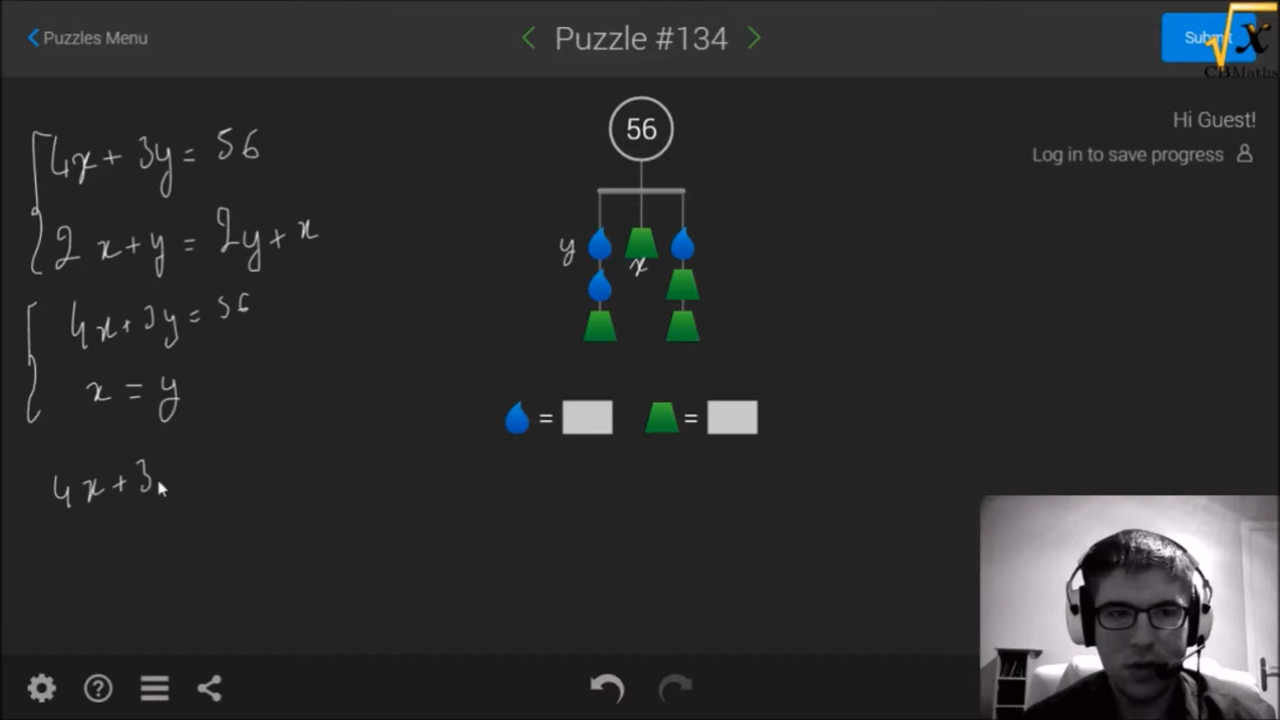 Puzzles Menu
Puzzle #134
Submit
√x
CBMaths
Hi Guest!
Log in to save progress
56
4x + 3y = 56
2x + y = 2y + x
4x + 3y = 56
x = y
4x + 3
y
x
=
=